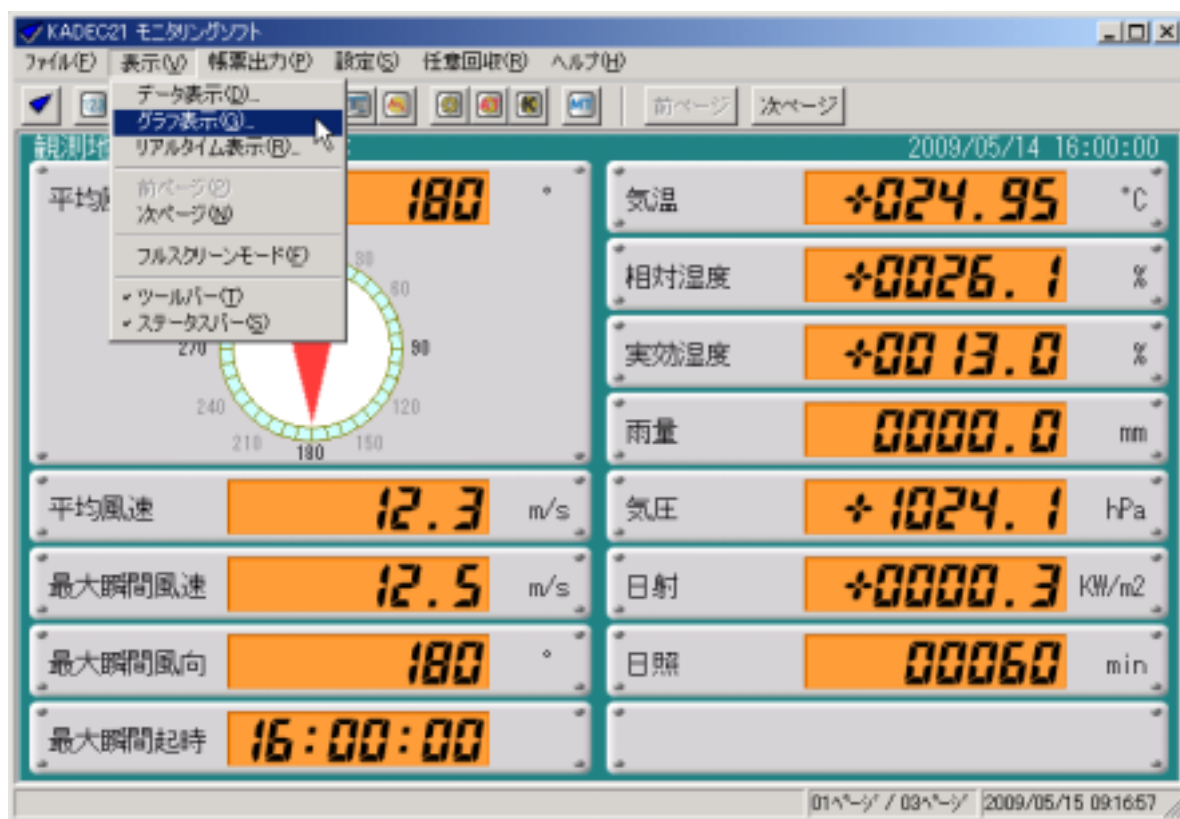 KADEC21 モニタリングソフト
ファイル(F) 表示(V) 帳票出力(P) 設定(S) 任意回収(R) ヘルプ(H)
前ページ 次ページ
データ表示(D)...
グラフ表示(G)...
リアルタイム表示(R)...
前ページ(P)
次ページ(N)
フルスクリーンモード(F)
✓ ツールバー(T)
✓ ステータスバー(S)
観測地 2009/05/14 16:00:00
平均 180 °
30
60
270 90
240 120
210 180 150
平均風速 12.3 m/s
最大瞬間風速 12.5 m/s
最大瞬間風向 180 °
最大瞬間起時 16:00:00
気温 +024.95 °C
相対湿度 +0026.1 %
実効湿度 +0013.0 %
雨量 0000.0 mm
気圧 +1024.1 hPa
日射 +0000.3 KW/m2
日照 00060 min
01ページ / 03ページ 2009/05/15 09:16:57